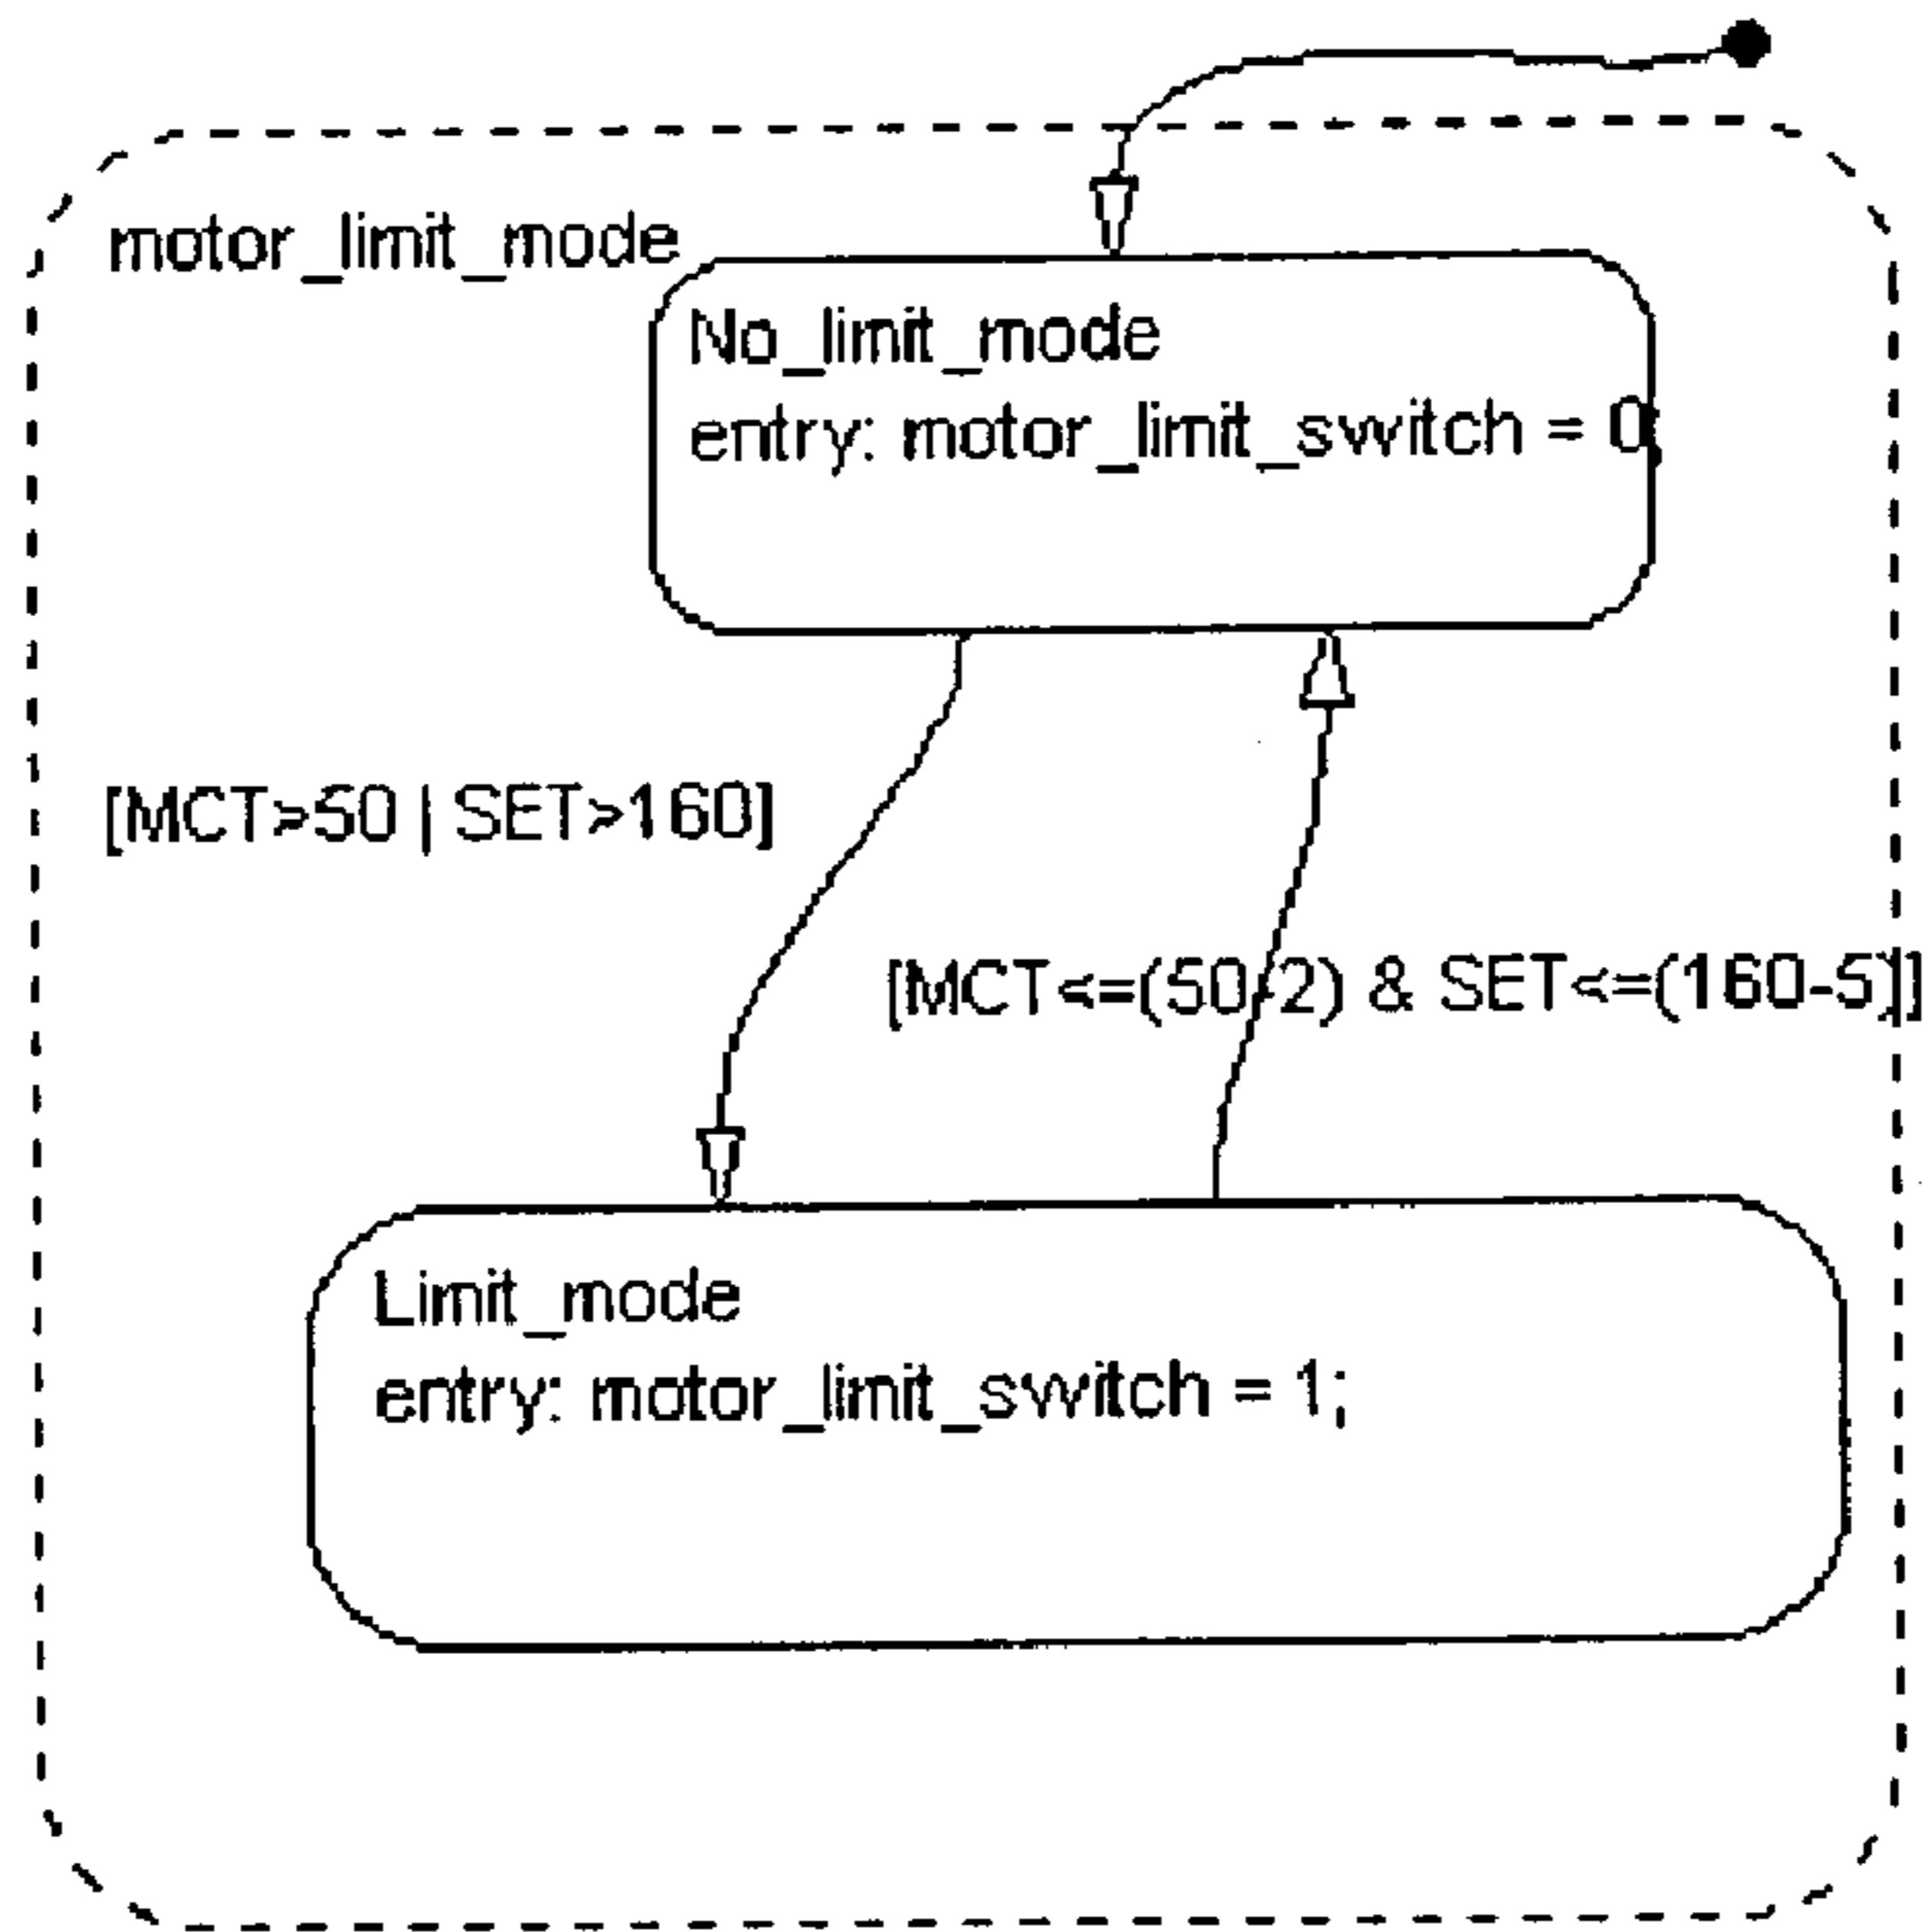 motor_limit_mode
No_limit_mode
entry: motor_limit_switch = 0;
[MCT>50 | SET>160]
[MCT<=(50/2) & SET<=(160-5)]
Limit_mode
entry: motor_limit_switch = 1;